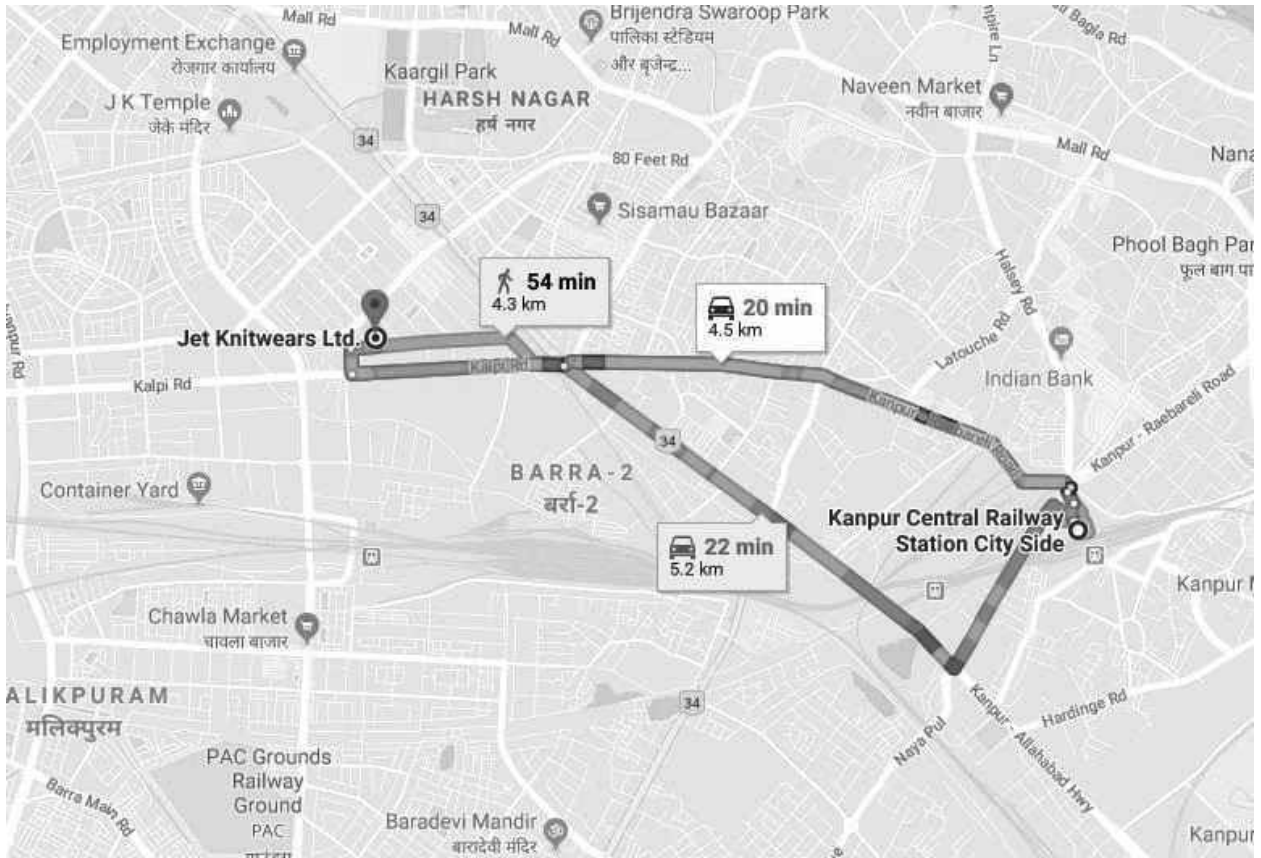 Mall Rd
Brijendra Swaroop Park
पालिका स्टेडियम
और बृजेन्द्र...
Mall Rd
Employment Exchange
रोजगार कार्यालय
Kaargil Park
J K Temple
जेके मंदिर
HARSH NAGAR
हर्ष नगर
Naveen Market
नवीन बाजार
Bagla Rd
34
80 Feet Rd
Mall Rd
Nana
34
Sisamau Bazaar
Phool Bagh Par
फूल बाग पा
Halsey Rd
54 min
4.3 km
20 min
4.5 km
Jet Knitwears Ltd.
Latouche Rd
Indian Bank
Kalpi Rd
Kalpi Rd
Kanpur - Raebareli Road
Kanpur - Raebareli Road
34
BARRA-2
बर्रा-2
Container Yard
Kanpur Central Railway
Station City Side
22 min
5.2 km
Kanpur
Chawla Market
चावला बाजार
ALIKPURAM
मलिक्पुरम
34
Hardinge Rd
Naya Pul
Kanpur - Allahabad Hwy
PAC Grounds
Railway
Ground
PAC
Barra Main Rd
Baradevi Mandir
बारादेवी मंदिर
Kanpur